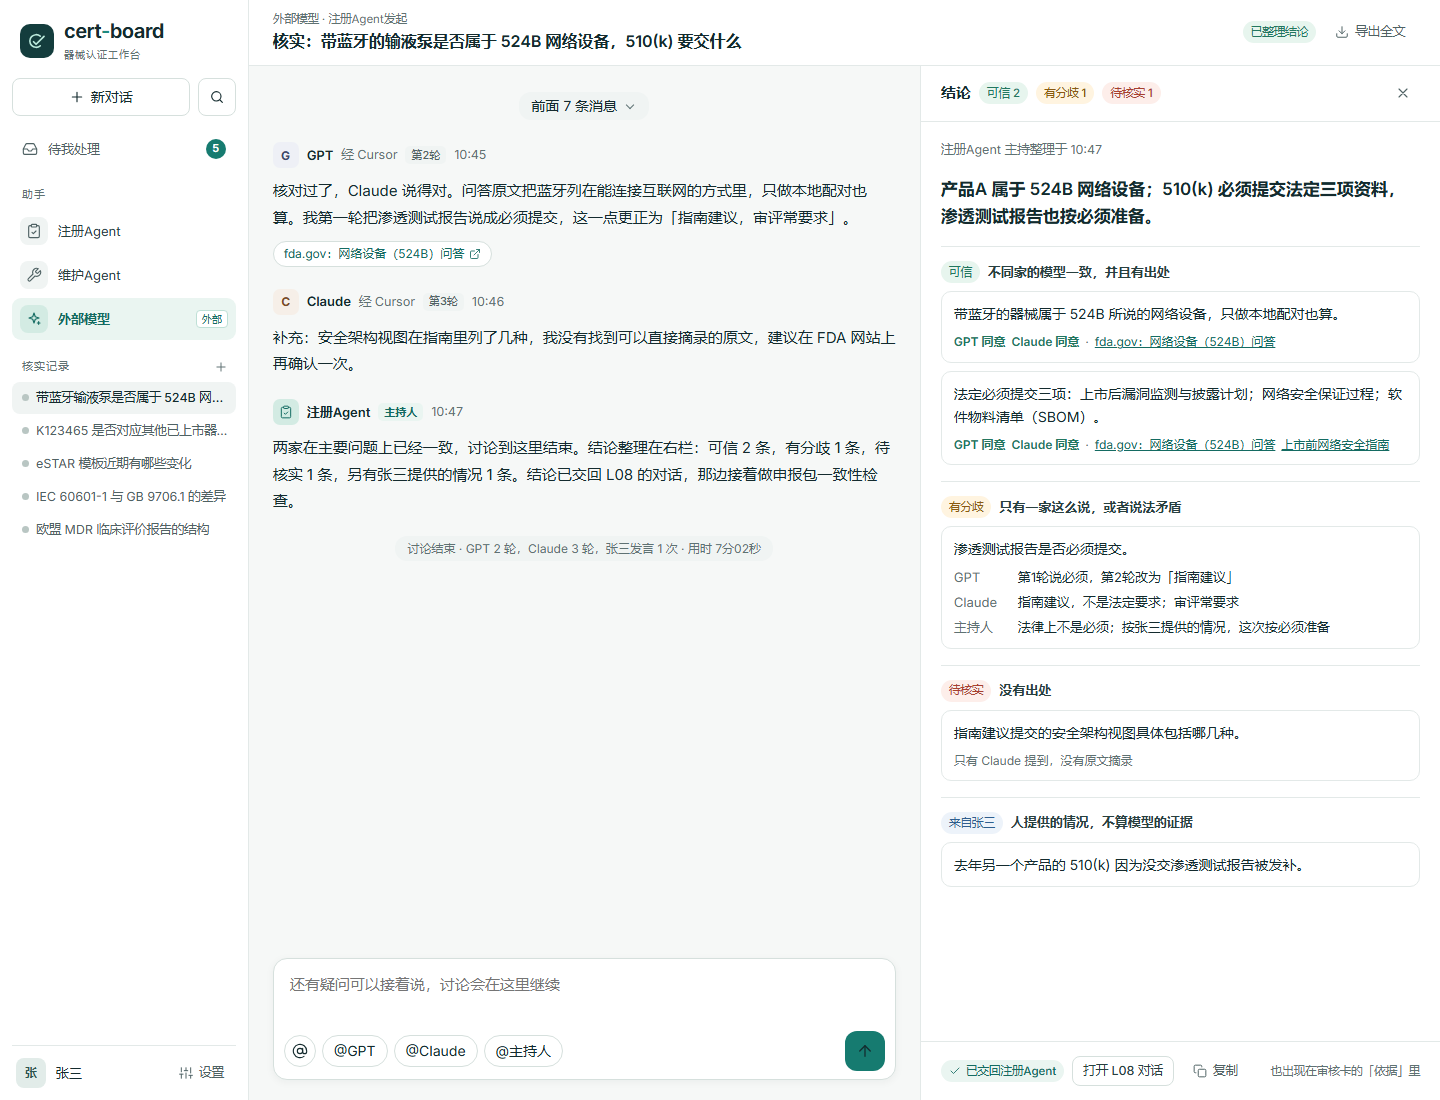 cert-board
器械认证工作台
新对话
待我处理
5
助手
注册Agent
维护Agent
外部模型
外部
核实记录
带蓝牙输液泵是否属于 524B 网...
K123465 是否对应其他已上市器...
eSTAR 模板近期有哪些变化
IEC 60601-1 与 GB 9706.1 的差异
欧盟 MDR 临床评价报告的结构
张
张三
设置
外部模型 · 注册Agent发起
核实：带蓝牙的输液泵是否属于 524B 网络设备，510(k) 要交什么
已整理结论
导出全文
前面 7 条消息
G
GPT 经 Cursor 第2轮 10:45
核对过了，Claude 说得对。问答原文把蓝牙列在能连接互联网的方式里，只做本地配对也
算。我第一轮把渗透测试报告说成必须提交，这一点更正为「指南建议，审评常要求」。
fda.gov：网络设备（524B）问答
C
Claude 经 Cursor 第3轮 10:46
补充：安全架构视图在指南里列了几种，我没有找到可以直接摘录的原文，建议在 FDA 网站上
再确认一次。
注册Agent 主持人 10:47
两家在主要问题上已经一致，讨论到这里结束。结论整理在右栏：可信 2 条，有分歧 1 条，待
核实 1 条，另有张三提供的情况 1 条。结论已交回 L08 的对话，那边接着做申报包一致性检
查。
讨论结束 · GPT 2 轮，Claude 3 轮，张三发言 1 次 · 用时 7分02秒
还有疑问可以接着说，讨论会在这里继续
@
@GPT
@Claude
@主持人
结论
可信 2
有分歧 1
待核实 1
注册Agent 主持整理于 10:47
产品A 属于 524B 网络设备；510(k) 必须提交法定三项资料，
渗透测试报告也按必须准备。
可信 不同家的模型一致，并且有出处
带蓝牙的器械属于 524B 所说的网络设备，只做本地配对也算。
GPT 同意 Claude 同意 · fda.gov：网络设备（524B）问答
法定必须提交三项：上市后漏洞监测与披露计划；网络安全保证过程；软
件物料清单（SBOM）。
GPT 同意 Claude 同意 · fda.gov：网络设备（524B）问答 上市前网络安全指南
有分歧 只有一家这么说，或者说法矛盾
渗透测试报告是否必须提交。
GPT 第1轮说必须，第2轮改为「指南建议」
Claude 指南建议，不是法定要求；审评常要求
主持人 法律上不是必须；按张三提供的情况，这次按必须准备
待核实 没有出处
指南建议提交的安全架构视图具体包括哪几种。
只有 Claude 提到，没有原文摘录
来自张三 人提供的情况，不算模型的证据
去年另一个产品的 510(k) 因为没交渗透测试报告被发补。
已交回注册Agent
打开 L08 对话
复制
也出现在审核卡的「依据」里